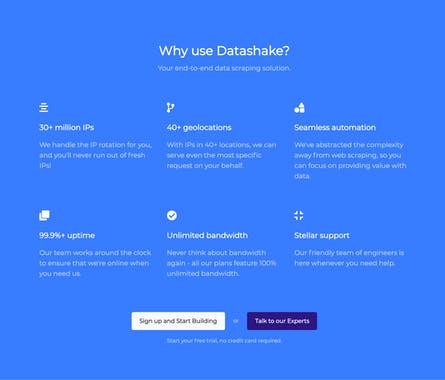 Why use Datashake?
Your end-to-end data scraping solution.
30+ million IPs
We handle the IP rotation for you,
and you'll never run out of fresh
IPs!
40+ geolocations
With IPs in 40+ locations, we can
serve even the most specific
request on your behalf.
Seamless automation
We've abstracted the complexity
away from web scraping, so you
can focus on providing value with
data.
99.9%+ uptime
Our team works around the clock
to ensure that we're online when
you need us.
Unlimited bandwidth
Never think about bandwidth
again - all our plans feature 100%
unlimited bandwidth.
Stellar support
Our friendly team of engineers is
here whenever you need help.
Sign up and Start Building
or
Talk to our Experts
Start your free trial, no credit card required.